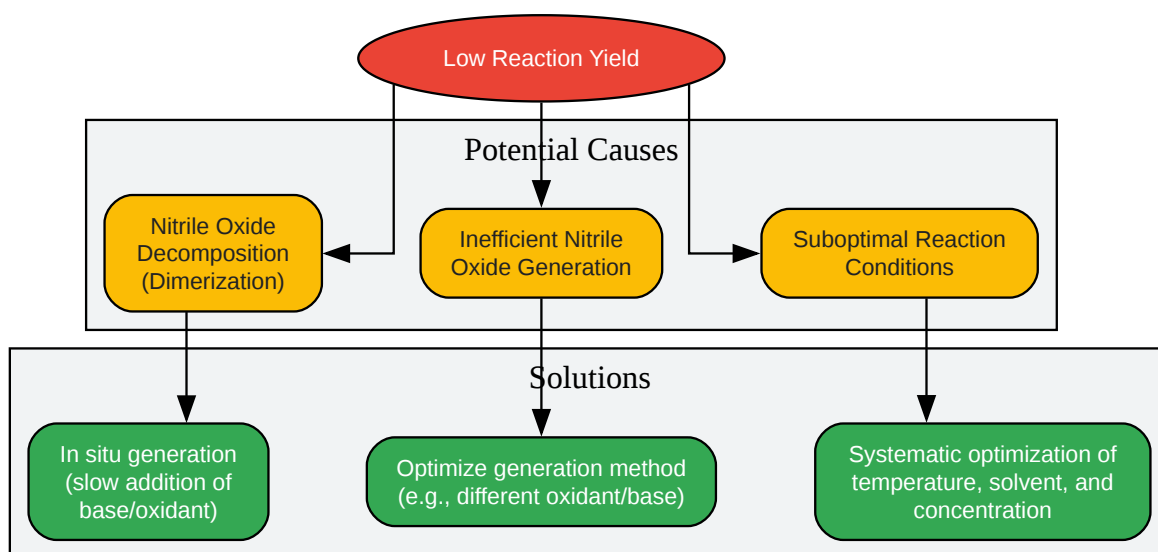 Low Reaction Yield
Potential Causes
Nitrile Oxide
Decomposition
(Dimerization)
Inefficient Nitrile
Oxide Generation
Suboptimal Reaction
Conditions
Solutions
In situ generation
(slow addition of
base/oxidant)
Optimize generation method
(e.g., different oxidant/base)
Systematic optimization of
temperature, solvent, and
concentration